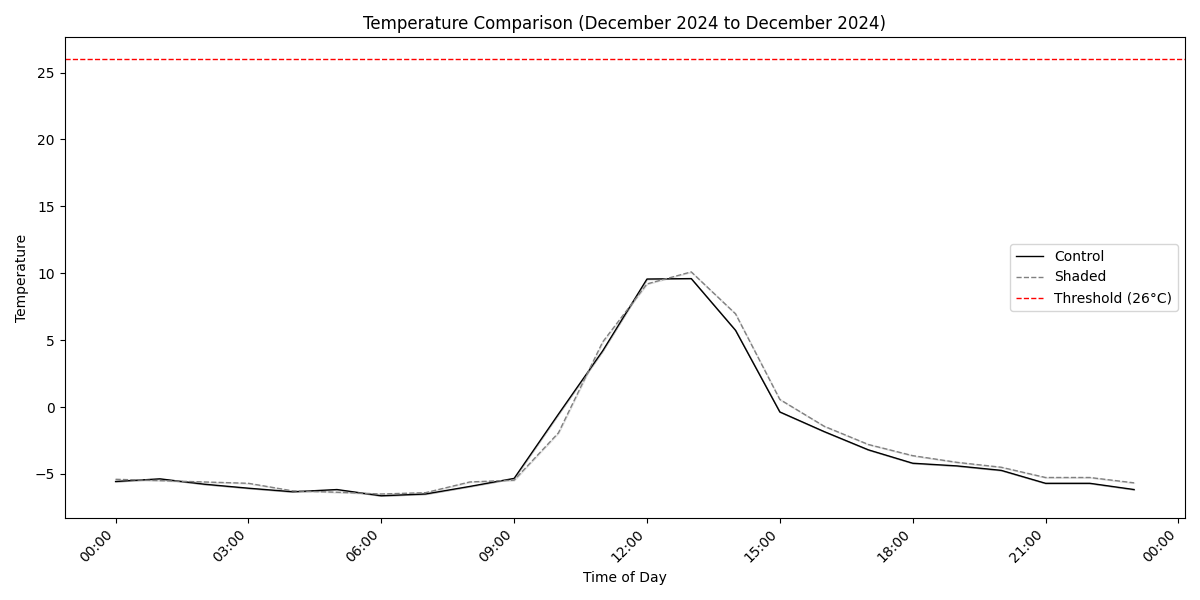 Temperature Comparison (December 2024 to December 2024)
25
20
15
10
5
0
−5
Temperature
Control
Shaded
Threshold (26°C)
00:00
03:00
06:00
09:00
12:00
15:00
18:00
21:00
00:00
Time of Day